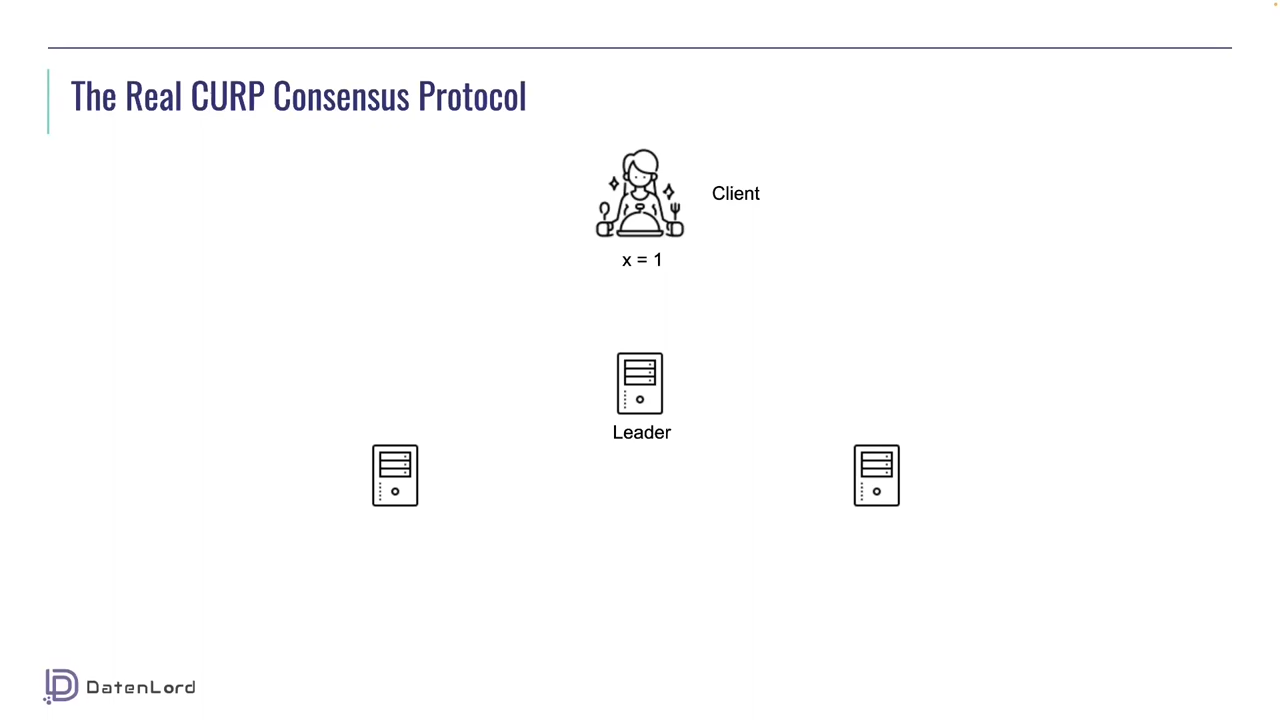 The Real CURP Consensus Protocol
Client
x = 1
Leader
DatenLord